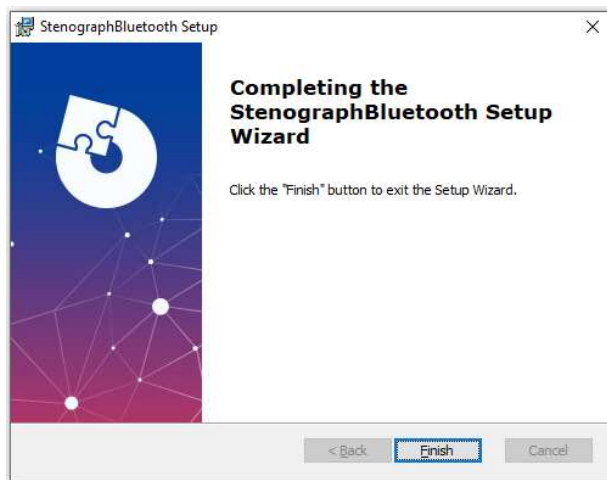 StenographBluetooth Setup
Completing the
StenographBluetooth Setup
Wizard
Click the "Finish" button to exit the Setup Wizard.
< Back
Finish
Cancel